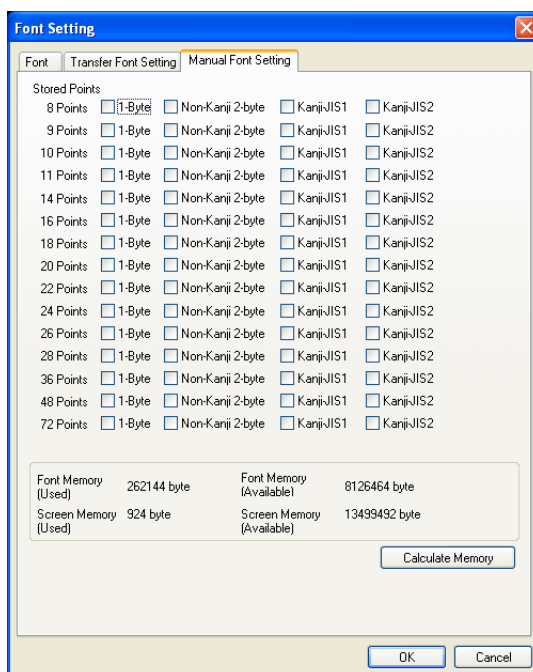 Font Setting
Font Transfer Font Setting Manual Font Setting
Stored Points
8 Points 1-Byte Non-Kanji 2-byte Kanji-JIS1 Kanji-JIS2
9 Points 1-Byte Non-Kanji 2-byte Kanji-JIS1 Kanji-JIS2
10 Points 1-Byte Non-Kanji 2-byte Kanji-JIS1 Kanji-JIS2
11 Points 1-Byte Non-Kanji 2-byte Kanji-JIS1 Kanji-JIS2
14 Points 1-Byte Non-Kanji 2-byte Kanji-JIS1 Kanji-JIS2
16 Points 1-Byte Non-Kanji 2-byte Kanji-JIS1 Kanji-JIS2
18 Points 1-Byte Non-Kanji 2-byte Kanji-JIS1 Kanji-JIS2
20 Points 1-Byte Non-Kanji 2-byte Kanji-JIS1 Kanji-JIS2
22 Points 1-Byte Non-Kanji 2-byte Kanji-JIS1 Kanji-JIS2
24 Points 1-Byte Non-Kanji 2-byte Kanji-JIS1 Kanji-JIS2
26 Points 1-Byte Non-Kanji 2-byte Kanji-JIS1 Kanji-JIS2
28 Points 1-Byte Non-Kanji 2-byte Kanji-JIS1 Kanji-JIS2
36 Points 1-Byte Non-Kanji 2-byte Kanji-JIS1 Kanji-JIS2
48 Points 1-Byte Non-Kanji 2-byte Kanji-JIS1 Kanji-JIS2
72 Points 1-Byte Non-Kanji 2-byte Kanji-JIS1 Kanji-JIS2
Font Memory (Used) 262144 byte Font Memory (Available) 8126464 byte
Screen Memory (Used) 924 byte Screen Memory (Available) 13499492 byte
Calculate Memory
OK Cancel